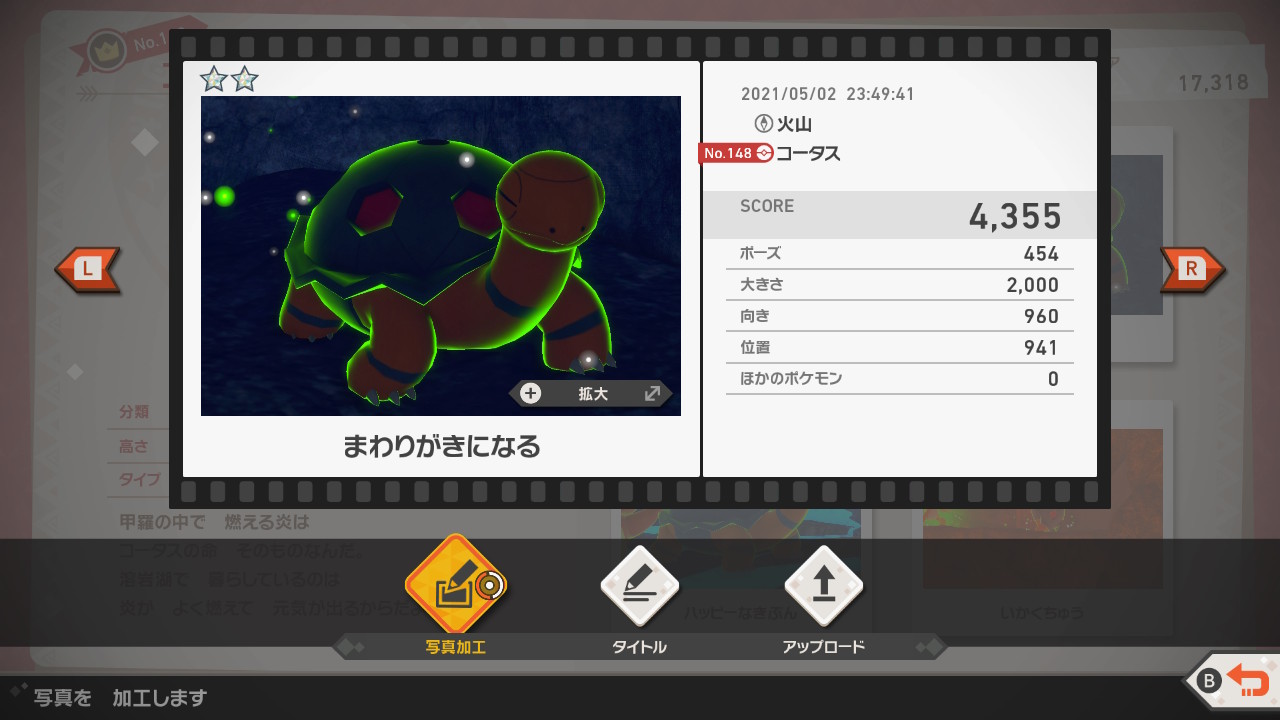 No.1
17,318
2021/05/02 23:49:41
火山
No.148 コータス
SCORE 4,355
ポーズ 454
大きさ 2,000
向き 960
位置 941
ほかのポケモン 0
L
R
拡大
まわりがきになる
分類
高さ
タイプ
甲羅の中で 燃える炎は
コータスの命 そのものなんだ。
溶岩湖で 暮らしているのは
よく燃えて 元気が出るからだ
ハッピーなきぶん
いかくちゅう
写真加工
タイトル
アップロード
写真を 加工します
B